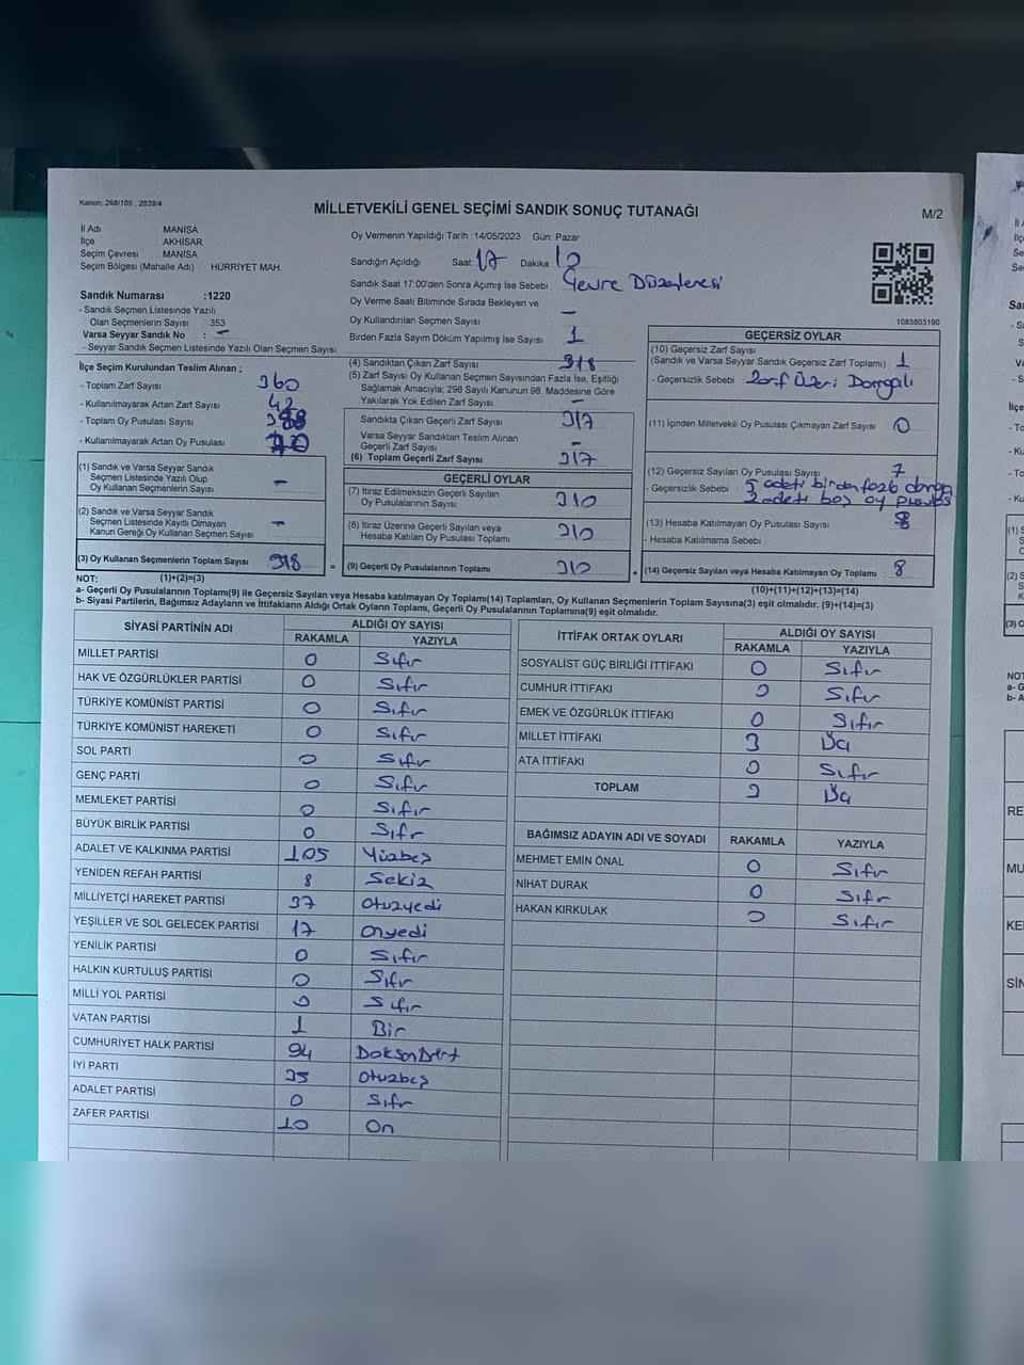 Kanun: 298/105 , 2839/4
MİLLETVEKİLİ GENEL SEÇİMİ SANDIK SONUÇ TUTANAĞI
M/2
İl Adı MANİSA
İlçe AKHİSAR
Seçim Çevresi MANİSA
Seçim Bölgesi (Mahalle Adı) HÜRRİYET MAH.
Sandık Numarası :1220
- Sandık Seçmen Listesinde Yazılı
Olan Seçmenlerin Sayısı 353
Varsa Seyyar Sandık No : -
- Seyyar Sandık Seçmen Listesinde Yazılı Olan Seçmen Sayısı
İlçe Seçim Kurulundan Teslim Alınan ;
- Toplam Zarf Sayısı 360
- Kullanılmayarak Artan Zarf Sayısı 42
- Toplam Oy Pusulası Sayısı
- Kullanılmayarak Artan Oy Pusulası
(1) Sandık ve Varsa Seyyar Sandık
Seçmen Listesinde Yazılı Olup
Oy Kullanan Seçmenlerin Sayısı -
(2) Sandık ve Varsa Seyyar Sandık
Seçmen Listesinde Kayıtlı Olmayan
Kanun Gereği Oy Kullanan Seçmen Sayısı -
(3) Oy Kullanan Seçmenlerin Toplam Sayısı 318
Oy Vermenin Yapıldığı Tarih :14/05/2023 Gün: Pazar
Sandığın Açıldığı Saat: 17 Dakika 10
Sandık Saat 17:00'den Sonra Açılmış İse Sebebi Çevre Düzenlemesi
Oy Verme Saati Bitiminde Sırada Bekleyen ve
Oy Kullandırılan Seçmen Sayısı -
Birden Fazla Sayım Döküm Yapılmış İse Sayısı 1
(4) Sandıktan Çıkan Zarf Sayısı 318
(5) Zarf Sayısı Oy Kullanan Seçmen Sayısından Fazla İse, Eşitliği
Sağlamak Amacıyla; 298 Sayılı Kanunun 98. Maddesine Göre
Yakılarak Yok Edilen Zarf Sayısı -
Sandıkta Çıkan Geçerli Zarf Sayısı 317
Varsa Seyyar Sandıktan Teslim Alınan
Geçerli Zarf Sayısı -
(6) Toplam Geçerli Zarf Sayısı 317
GEÇERLİ OYLAR
(7) İtiraz Edilmeksizin Geçerli Sayılan
Oy Pusulalarının Sayısı 310
(8) İtiraz Üzerine Geçerli Sayılan veya
Hesaba Katılan Oy Pusulası Toplamı 310
= (9) Geçerli Oy Pusulalarının Toplamı 310 +
1083803190
GEÇERSİZ OYLAR
(10) Geçersiz Zarf Sayısı
(Sandık ve Varsa Seyyar Sandık Geçersiz Zarf Toplamı) 1
- Geçersizlik Sebebi Zarf Üzeri Damgalı
(11) İçinden Milletvekili Oy Pusulası Çıkmayan Zarf Sayısı 0
(12) Geçersiz Sayılan Oy Pusulası Sayısı 7
- Geçersizlik Sebebi 5 adeti birden fazla damga
2 adeti boş oy
(13) Hesaba Katılmayan Oy Pusulası Sayısı 8
- Hesaba Katılmama Sebebi
(14) Geçersiz Sayılan veya Hesaba Katılmayan Oy Toplamı 8
NOT: (1)+(2)=(3)
(10)+(11)+(12)+(13)=(14)
a- Geçerli Oy Pusulalarının Toplamı(9) ile Geçersiz Sayılan veya Hesaba katılmayan Oy Toplamı(14) Toplamları, Oy Kullanan Seçmenlerin Toplam Sayısına(3) eşit olmalıdır. (9)+(14)=(3)
b- Siyasi Partilerin, Bağımsız Adayların ve İttifakların Aldığı Ortak Oyların Toplamı, Geçerli Oy Pusulalarının Toplamına(9) eşit olmalıdır.
SİYASİ PARTİNİN ADI ALDIĞI OY SAYISI
RAKAMLA YAZIYLA
MİLLET PARTİSİ 0 Sıfır
HAK VE ÖZGÜRLÜKLER PARTİSİ 0 Sıfır
TÜRKİYE KOMÜNİST PARTİSİ 0 Sıfır
TÜRKİYE KOMÜNİST HAREKETİ 0 Sıfır
SOL PARTİ 0 Sıfır
GENÇ PARTİ 0 Sıfır
MEMLEKET PARTİSİ 0 Sıfır
BÜYÜK BİRLİK PARTİSİ 0 Sıfır
ADALET VE KALKINMA PARTİSİ 105 Yüzbeş
YENİDEN REFAH PARTİSİ 8 Sekiz
MİLLİYETÇİ HAREKET PARTİSİ 37 Otuzyedi
YEŞİLLER VE SOL GELECEK PARTİSİ 17 Onyedi
YENİLİK PARTİSİ 0 Sıfır
HALKIN KURTULUŞ PARTİSİ 0 Sıfır
MİLLİ YOL PARTİSİ 0 Sıfır
VATAN PARTİSİ 1 Bir
CUMHURİYET HALK PARTİSİ 94 Doksandört
İYİ PARTİ 35 Otuzbeş
ADALET PARTİSİ 0 Sıfır
ZAFER PARTİSİ 10 On
İTTİFAK ORTAK OYLARI ALDIĞI OY SAYISI
RAKAMLA YAZIYLA
SOSYALİST GÜÇ BİRLİĞİ İTTİFAKI 0 Sıfır
CUMHUR İTTİFAKI 0 Sıfır
EMEK VE ÖZGÜRLÜK İTTİFAKI 0 Sıfır
MİLLET İTTİFAKI 3 Üç
ATA İTTİFAKI 0 Sıfır
TOPLAM 3 Üç
BAĞIMSIZ ADAYIN ADI VE SOYADI RAKAMLA YAZIYLA
MEHMET EMİN ÖNAL 0 Sıfır
NİHAT DURAK 0 Sıfır
HAKAN KIRKULAK 0 Sıfır